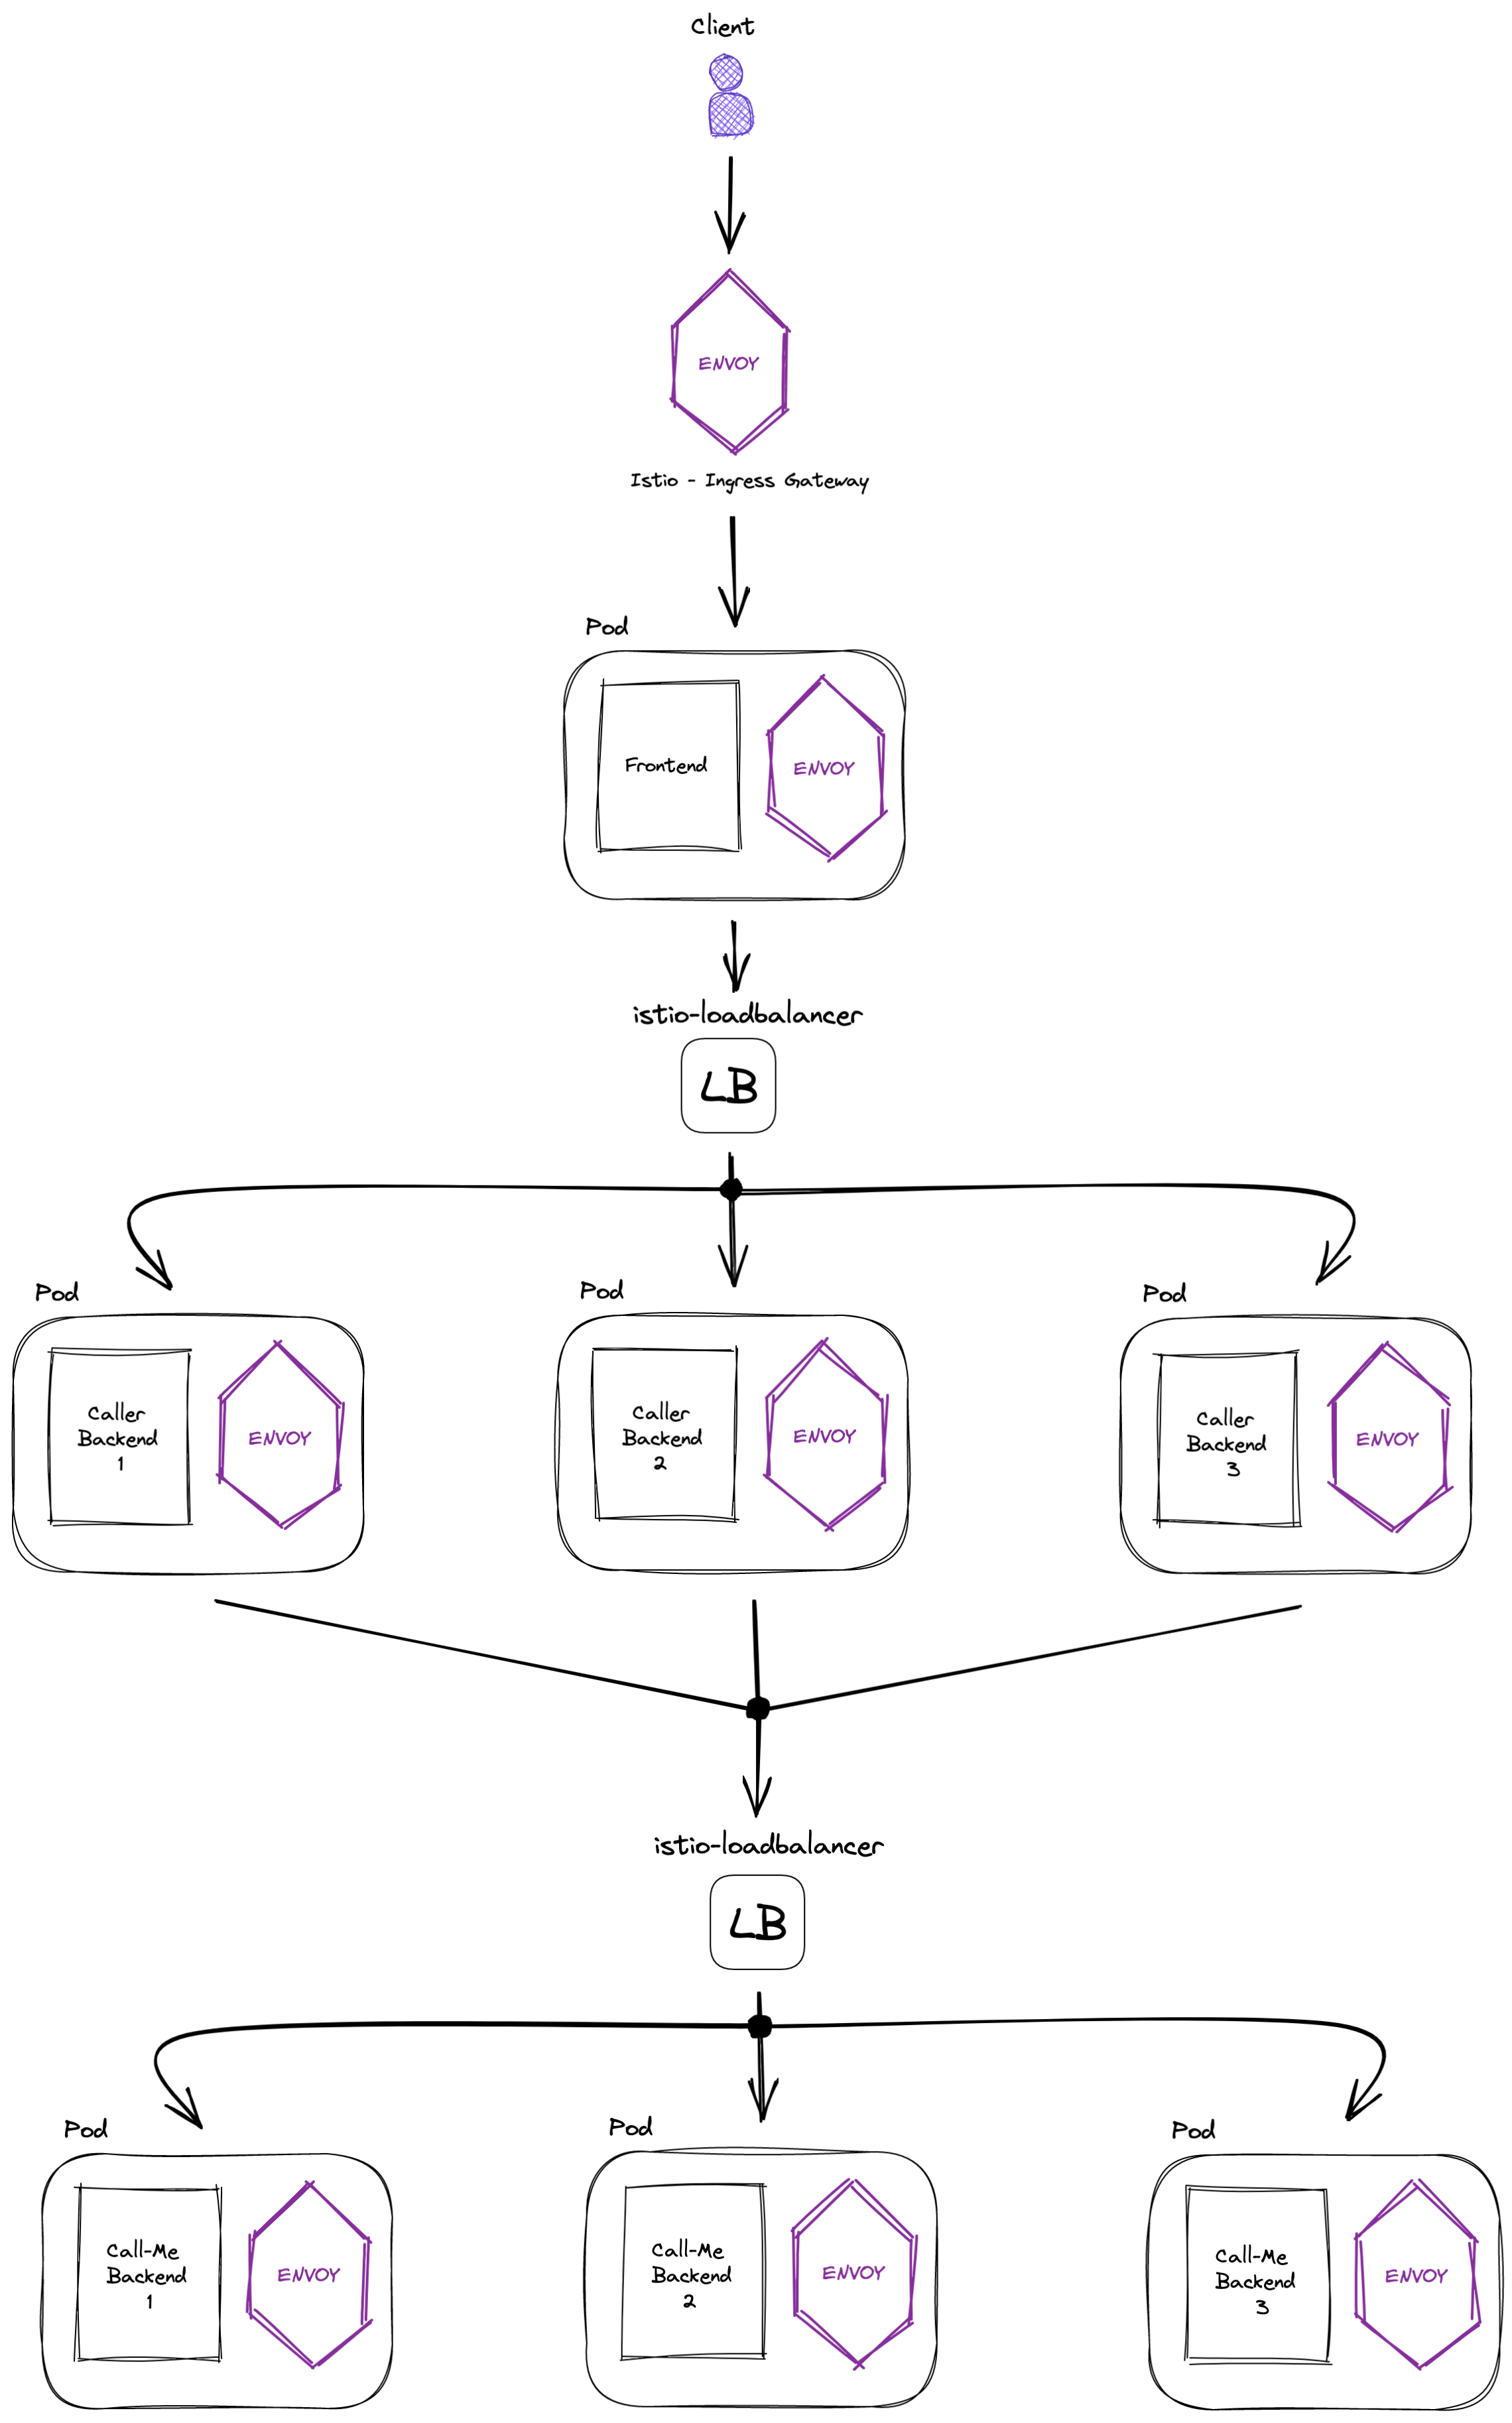 Client
ENVOY
Istio - Ingress Gateway
Pod
Frontend
ENVOY
istio-loadbalancer
LB
Pod
Caller
Backend
1
ENVOY
Pod
Caller
Backend
2
ENVOY
Pod
Caller
Backend
3
ENVOY
istio-loadbalancer
LB
Pod
Call-Me
Backend
1
ENVOY
Pod
Call-Me
Backend
2
ENVOY
Pod
Call-Me
Backend
3
ENVOY